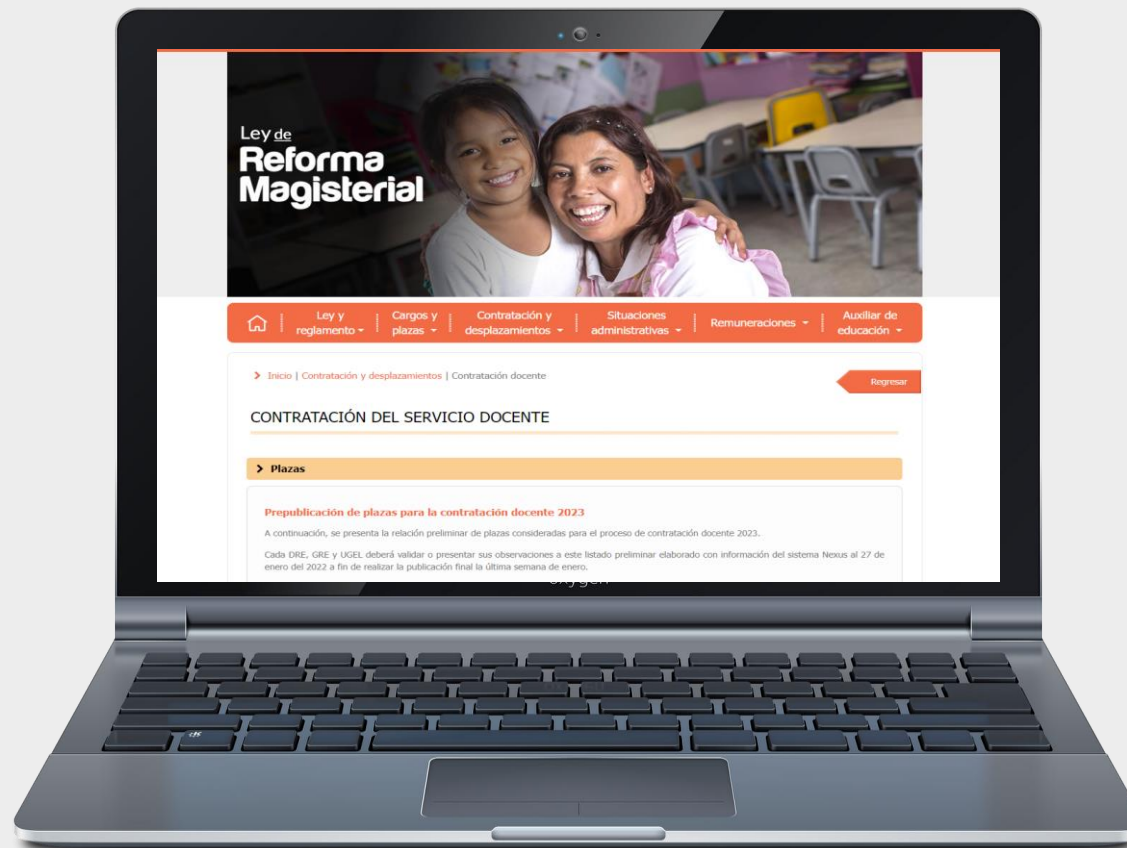 Ley de
Reforma
Magisterial
Ley y
reglamento
Cargos y
plazas
Contratación y
desplazamientos
Situaciones
administrativas
Remuneraciones
Auxiliar de
educación
Inicio | Contratación y desplazamientos | Contratación docente
Regresar
CONTRATACIÓN DEL SERVICIO DOCENTE
Plazas
Prepublicación de plazas para la contratación docente 2023
A continuación, se presenta la relación preliminar de plazas consideradas para el proceso de contratación docente 2023.
Cada DRE, GRE y UGEL deberá validar o presentar sus observaciones a este listado preliminar elaborado con información del sistema Nexus al 27 de
enero del 2022 a fin de realizar la publicación final la última semana de enero.